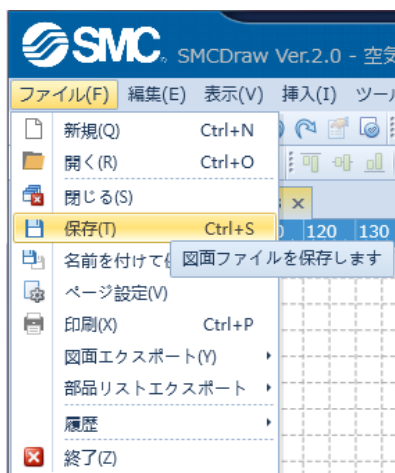 SMC. SMCDraw Ver.2.0 - 空気
ファイル(F) 編集(E) 表示(V) 挿入(I) ツール
新規(Q) Ctrl+N
開く(R) Ctrl+O
閉じる(S)
保存(T) Ctrl+S
120 130
名前を付けて
図面ファイルを保存します
ページ設定(V)
印刷(X) Ctrl+P
図面エクスポート(Y)
部品リストエクスポート
履歴
終了(Z)